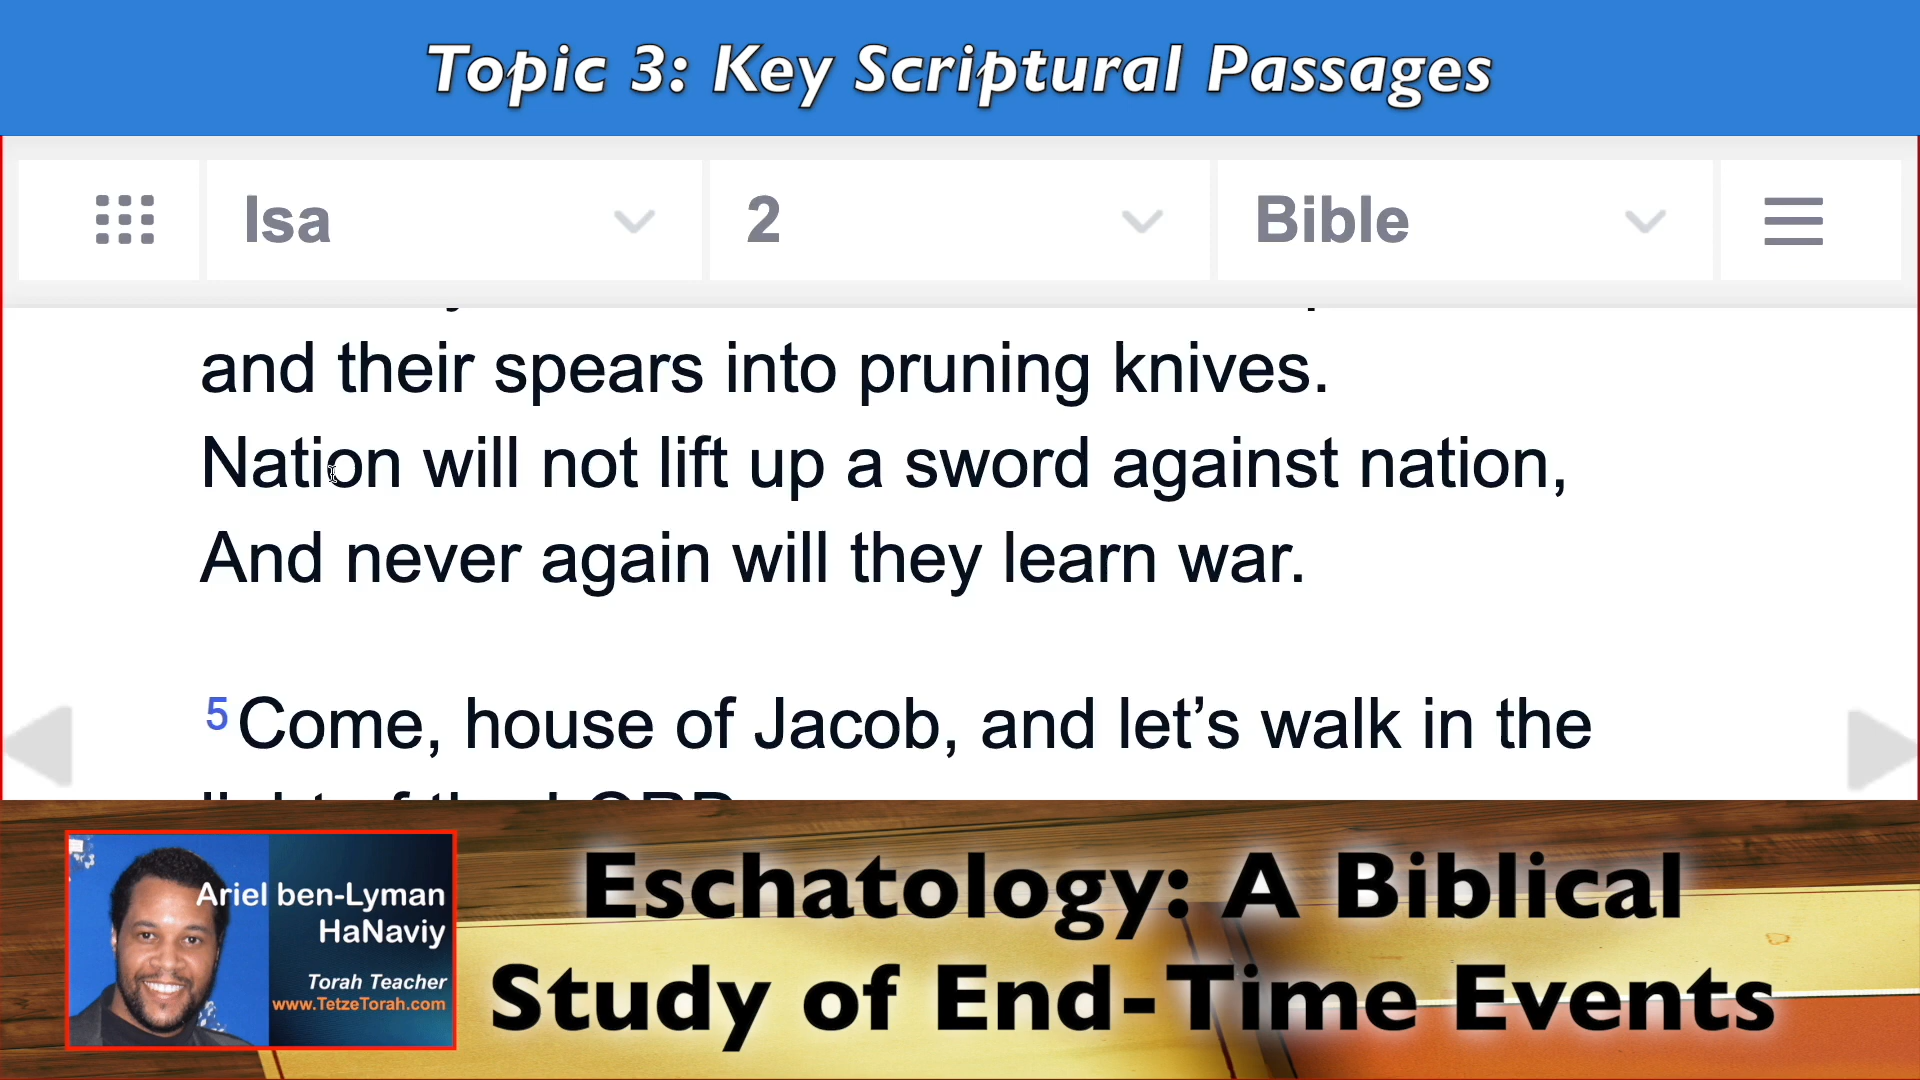 Topic 3: Key Scriptural Passages
Isa
2
Bible
and their spears into pruning knives.
Nation will not lift up a sword against nation,
And never again will they learn war.
5 Come, house of Jacob, and let’s walk in the
Ariel ben-Lyman
HaNaviy
Torah Teacher
www.TetzeTorah.com
Eschatology: A Biblical
Study of End-Time Events